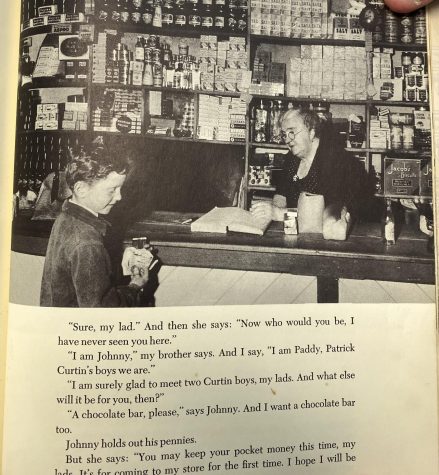 SALT SALT
Jacob's
"Sure, my lad." And then she says: "Now who would you be, I
have never seen you here."
"I am Johnny," my brother says. And I say, "I am Paddy, Patrick
Curtin's boys we are."
"I am surely glad to meet two Curtin boys, my lads. And what else
will it be for you, then?"
"A chocolate bar, please," says Johnny. And I want a chocolate bar
too.
Johnny holds out his pennies.
But she says: "You may keep your pocket money this time, my
lads. It's for coming to my store for the first time. I hope I will be